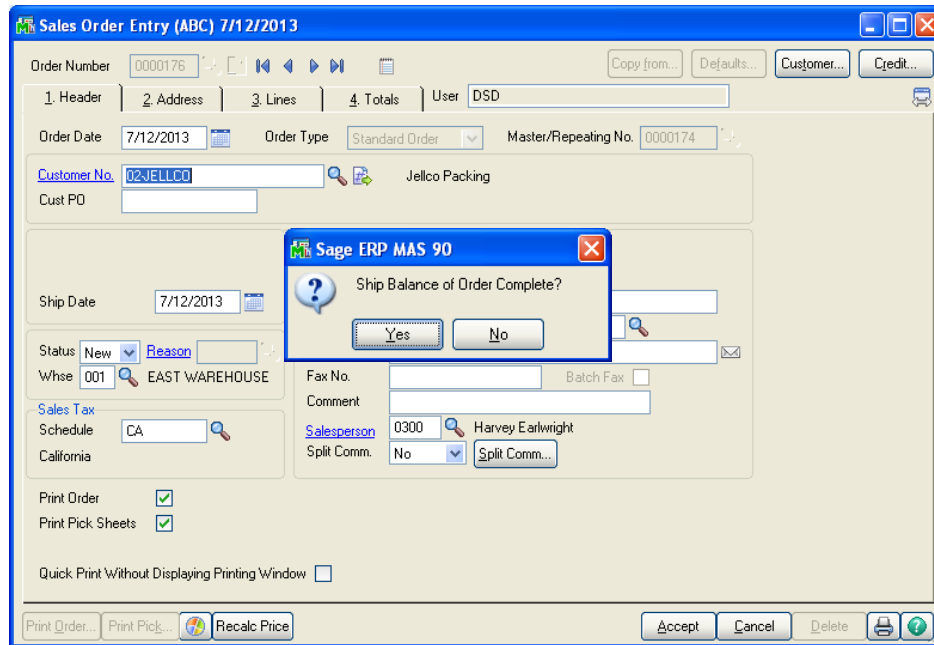 Sales Order Entry (ABC) 7/12/2013
Order Number 0000176 Copy from... Defaults... Customer... Credit...
1. Header 2. Address 3. Lines 4. Totals User DSD
Order Date 7/12/2013 Order Type Standard Order Master/Repeating No. 0000174
Customer No. 02-JELLCO Jellco Packing
Cust PO
Sage ERP MAS 90
Ship Balance of Order Complete?
Yes No
Ship Date 7/12/2013
Status New Reason
Whse 001 EAST WAREHOUSE Fax No. Batch Fax
Comment
Sales Tax
Schedule CA Salesperson 0300 Harvey Earlwright
California Split Comm. No Split Comm...
Print Order
Print Pick Sheets
Quick Print Without Displaying Printing Window
Print Order... Print Pick... Recalc Price Accept Cancel Delete